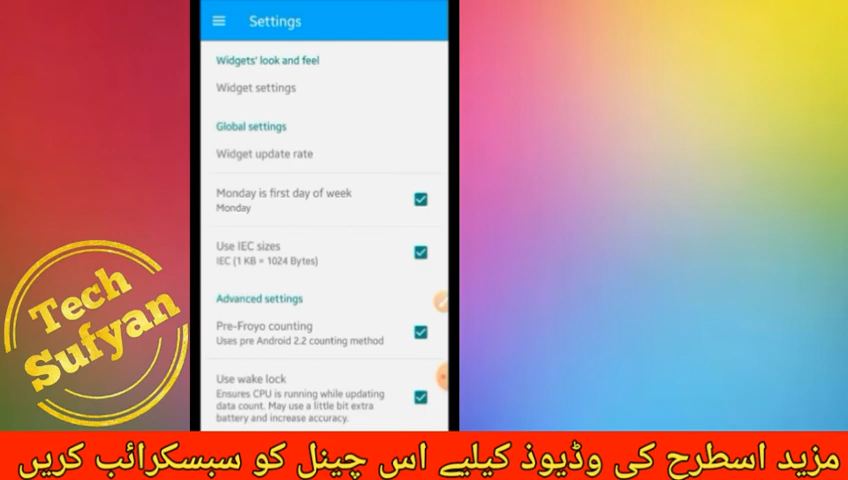 Settings
Widgets' look and feel
Widget settings
Global settings
Widget update rate
Monday is first day of week
Monday
Use IEC sizes
IEC (1 KB = 1024 Bytes)
Advanced settings
Pre-Froyo counting
Uses pre Android 2.2 counting method
Use wake lock
Ensures CPU is running while updating
data count. May use a little bit extra
battery and increase accuracy.
Tech
Sufyan
مزید اسطرح کی وڈیوذ کیلیے اس چینل کو سبسکرائب کریں